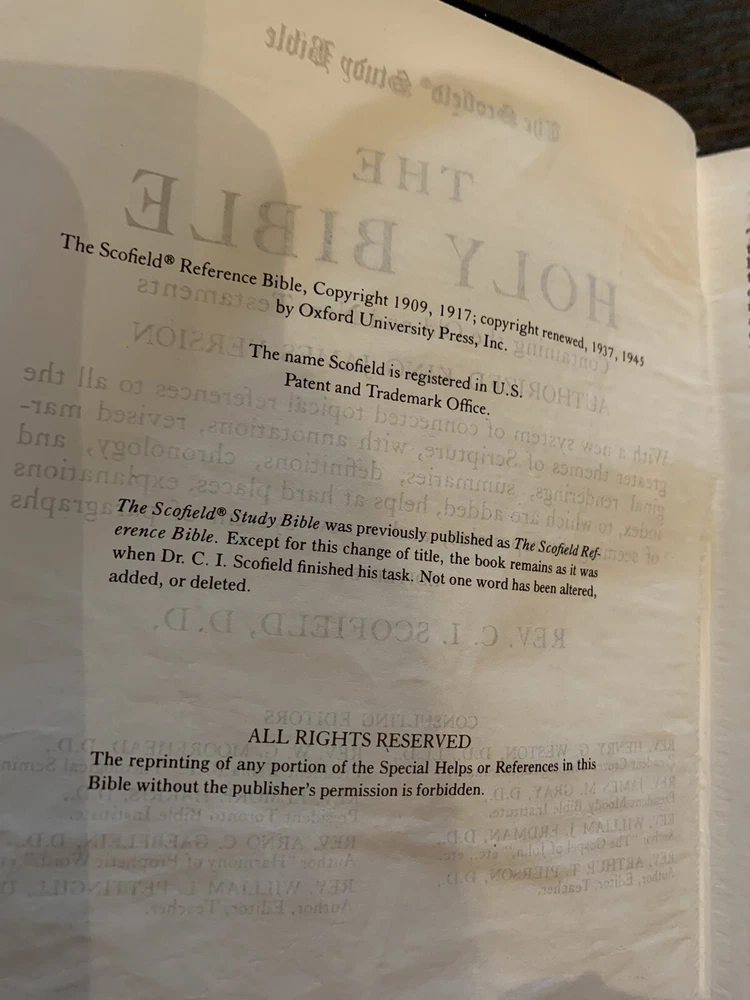 The Scofield® Reference Bible, Copyright 1909, 1917; copyright renewed, 1937, 1945
by Oxford University Press, Inc.
The name Scofield is registered in U.S.
Patent and Trademark Office.
The Scofield® Study Bible was previously published as The Scofield Ref-
erence Bible. Except for this change of title, the book remains as it was
when Dr. C. I. Scofield finished his task. Not one word has been altered,
added, or deleted.
ALL RIGHTS RESERVED
The reprinting of any portion of the Special Helps or References in this
Bible without the publisher's permission is forbidden.